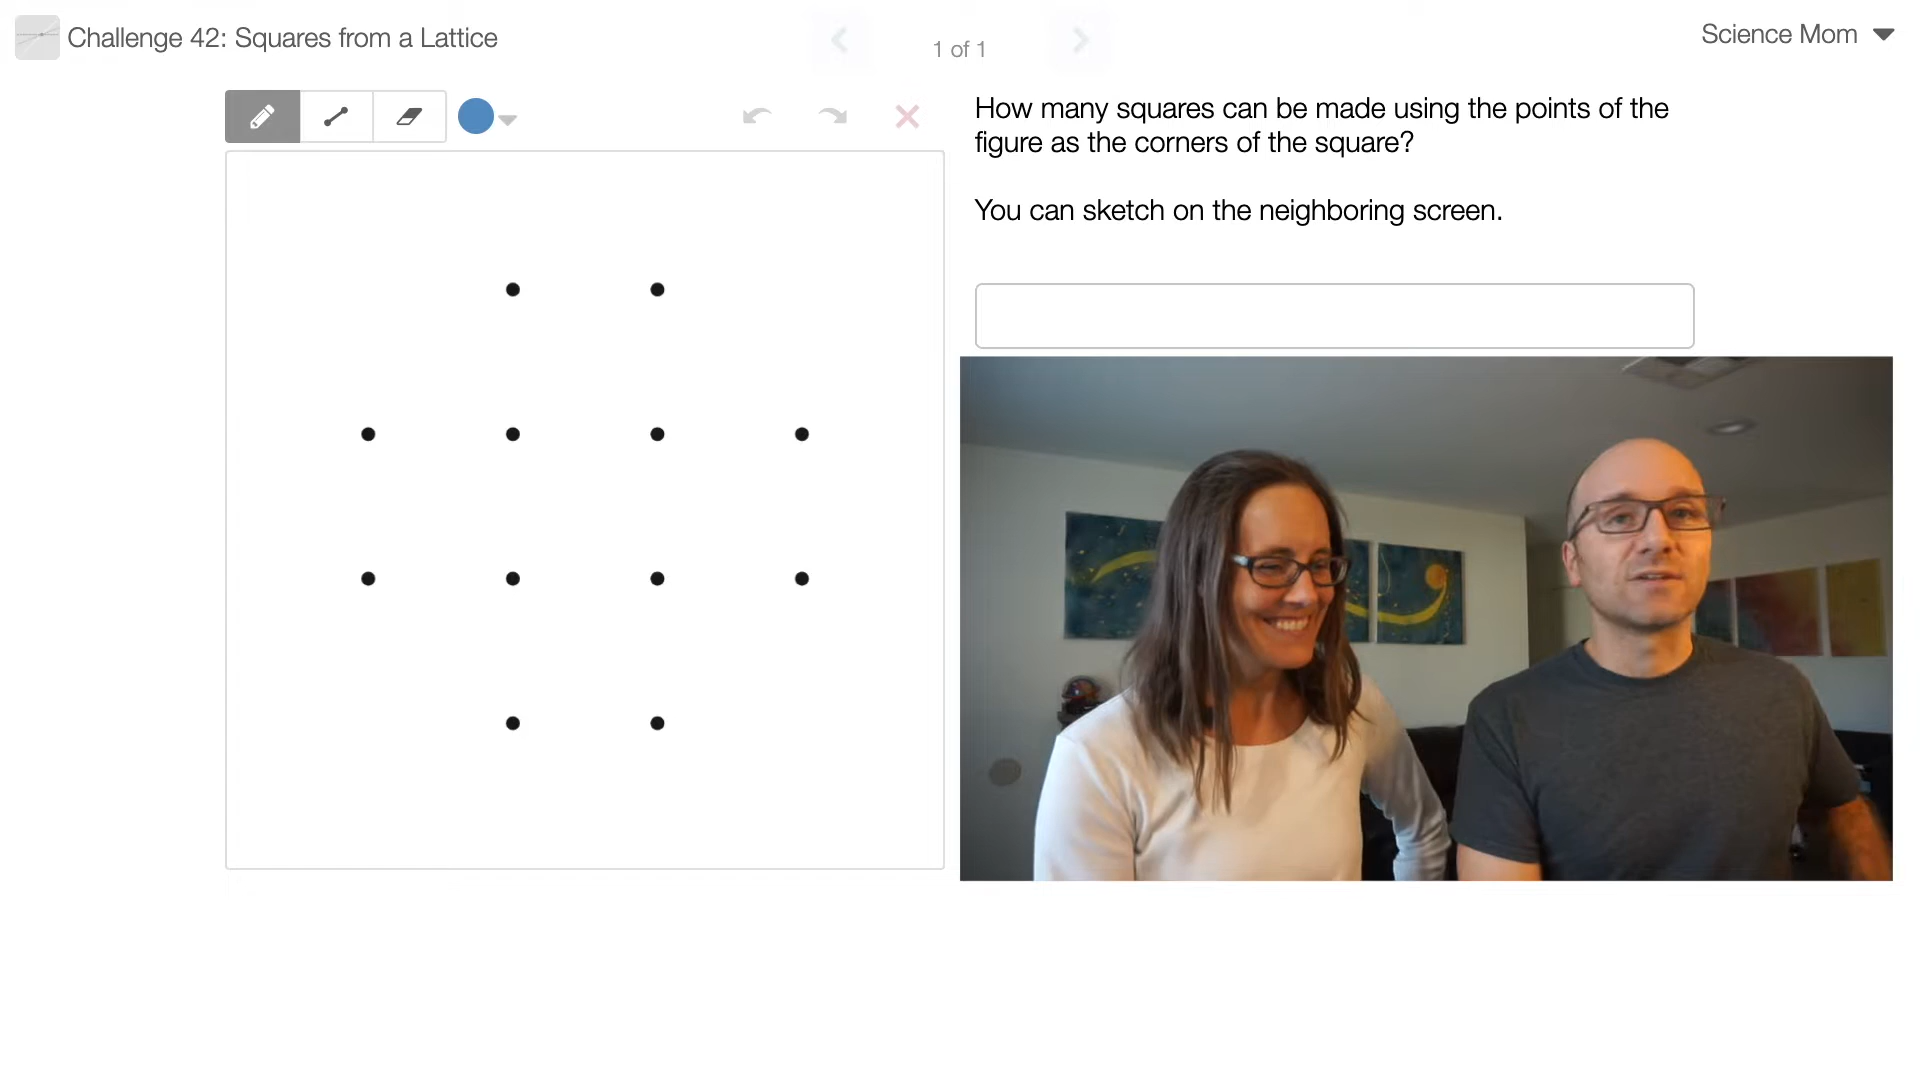 Challenge 42: Squares from a Lattice
1 of 1
Science Mom
How many squares can be made using the points of the
figure as the corners of the square?
You can sketch on the neighboring screen.